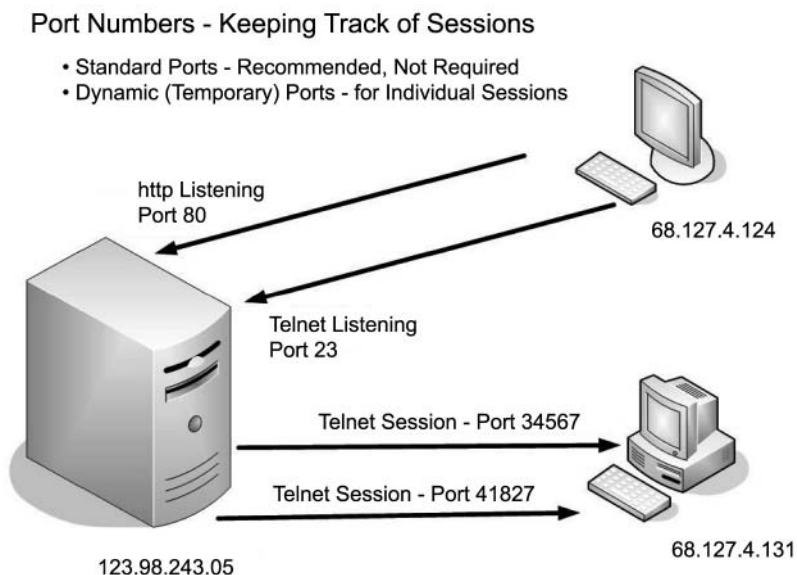 Port Numbers - Keeping Track of Sessions
• Standard Ports - Recommended, Not Required
• Dynamic (Temporary) Ports - for Individual Sessions
http Listening
Port 80
68.127.4.124
Telnet Listening
Port 23
Telnet Session - Port 34567
Telnet Session - Port 41827
68.127.4.131
123.98.243.05